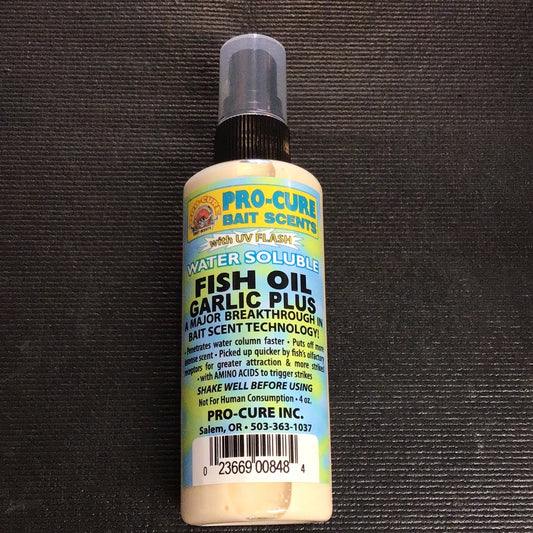 PRO-CURE
PRO-CURE
BAIT SCENTS
with UV FLASH
WATER SOLUBLE
FISH OIL
GARLIC PLUS
A MAJOR BREAKTHROUGH IN
BAIT SCENT TECHNOLOGY!
• Penetrates water column faster • Puts off more
intense scent • Picked up quicker by fish's olfactory
receptors for greater attraction & more strikes
• with AMINO ACIDS to trigger strikes
SHAKE WELL BEFORE USING
Not For Human Consumption • 4 oz.
PRO-CURE INC.
Salem, OR • 503-363-1037
0 23669 00848 4